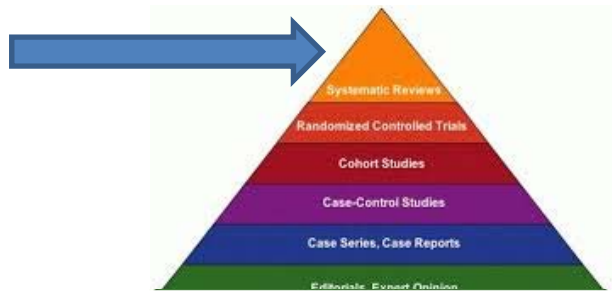 Systematic Reviews
Randomized Controlled Trials
Cohort Studies
Case-Control Studies
Case Series, Case Reports
Editorials, Expert Opinion